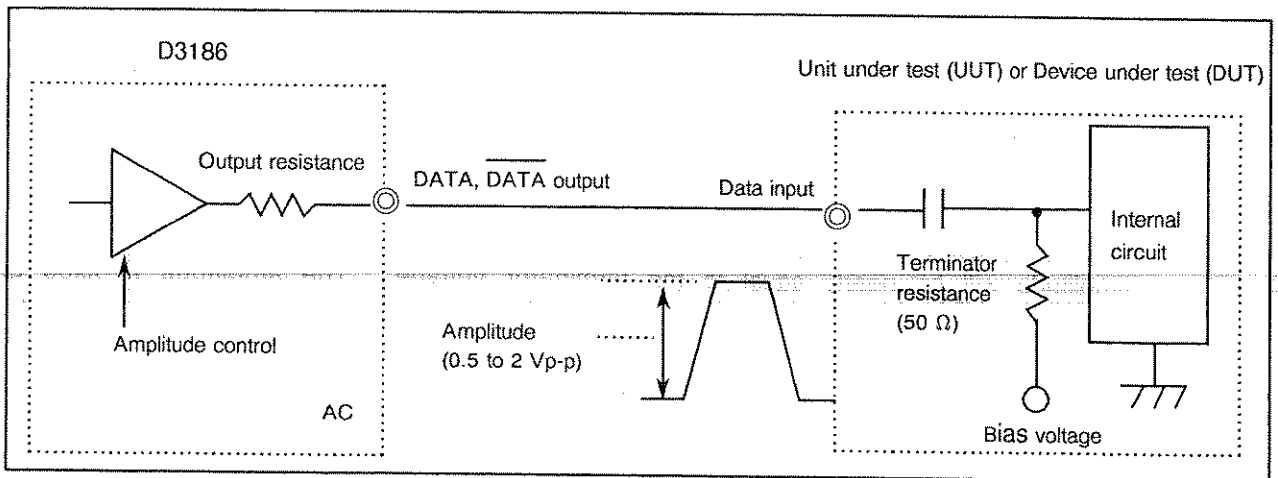 D3186
Unit under test (UUT) or Device under test (DUT)
Output resistance
DATA, D̅A̅T̅A̅ output
Data input
Internal
circuit
Terminator
resistance
(50 Ω)
Amplitude control
Amplitude
(0.5 to 2 Vp-p)
AC
Bias voltage